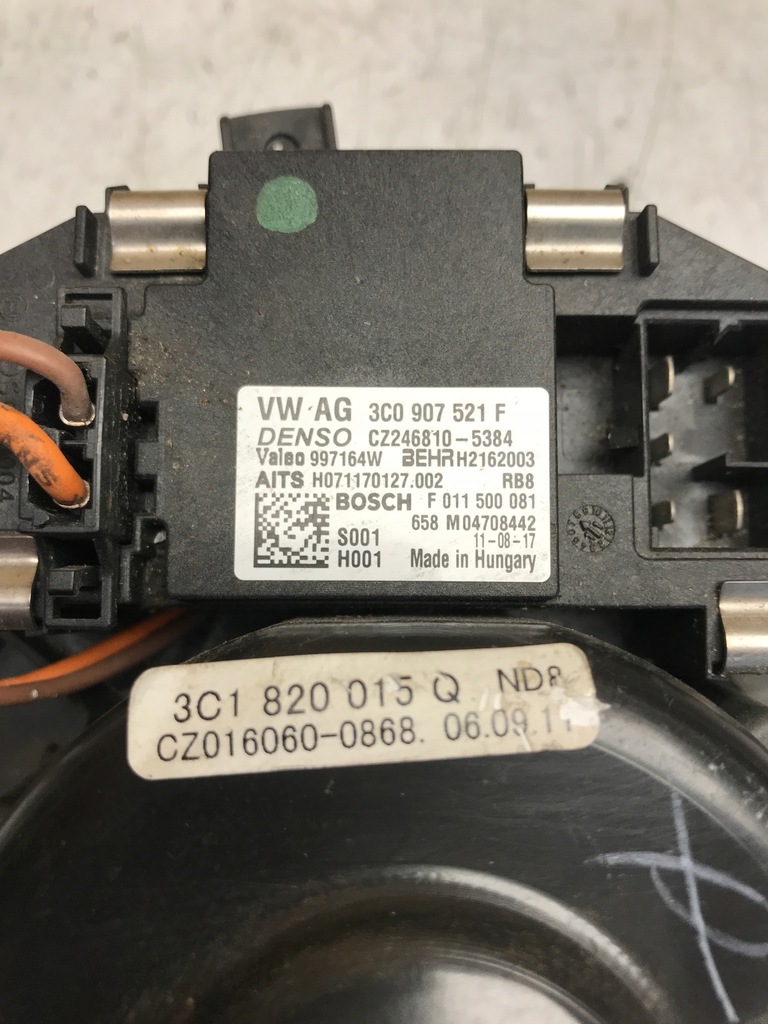 VW AG 3C0 907 521 F
DENSO CZ246810-5384
Valeo 997164W BEHR H2162003
AITS H071170127.002 RB8
BOSCH F 011 500 081
658 M04708442
S001 11-08-17
H001 Made in Hungary
3C1 820 015 Q ND8
CZ016060-0868. 06.09.11